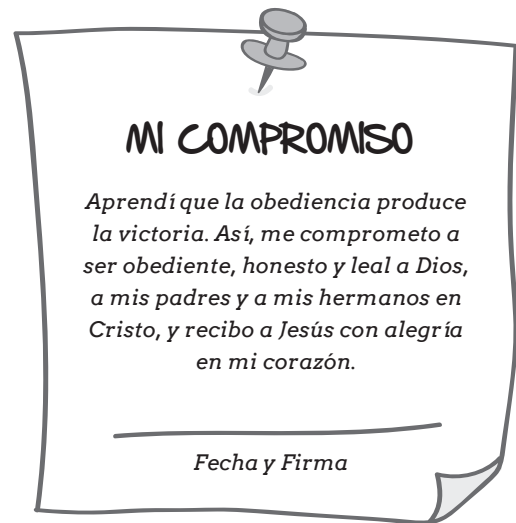 MI COMPROMISO
Aprendí que la obediencia produce
la victoria. Así, me comprometo a
ser obediente, honesto y leal a Dios,
a mis padres y a mis hermanos en
Cristo, y recibo a Jesús con alegría
en mi corazón.
Fecha y Firma